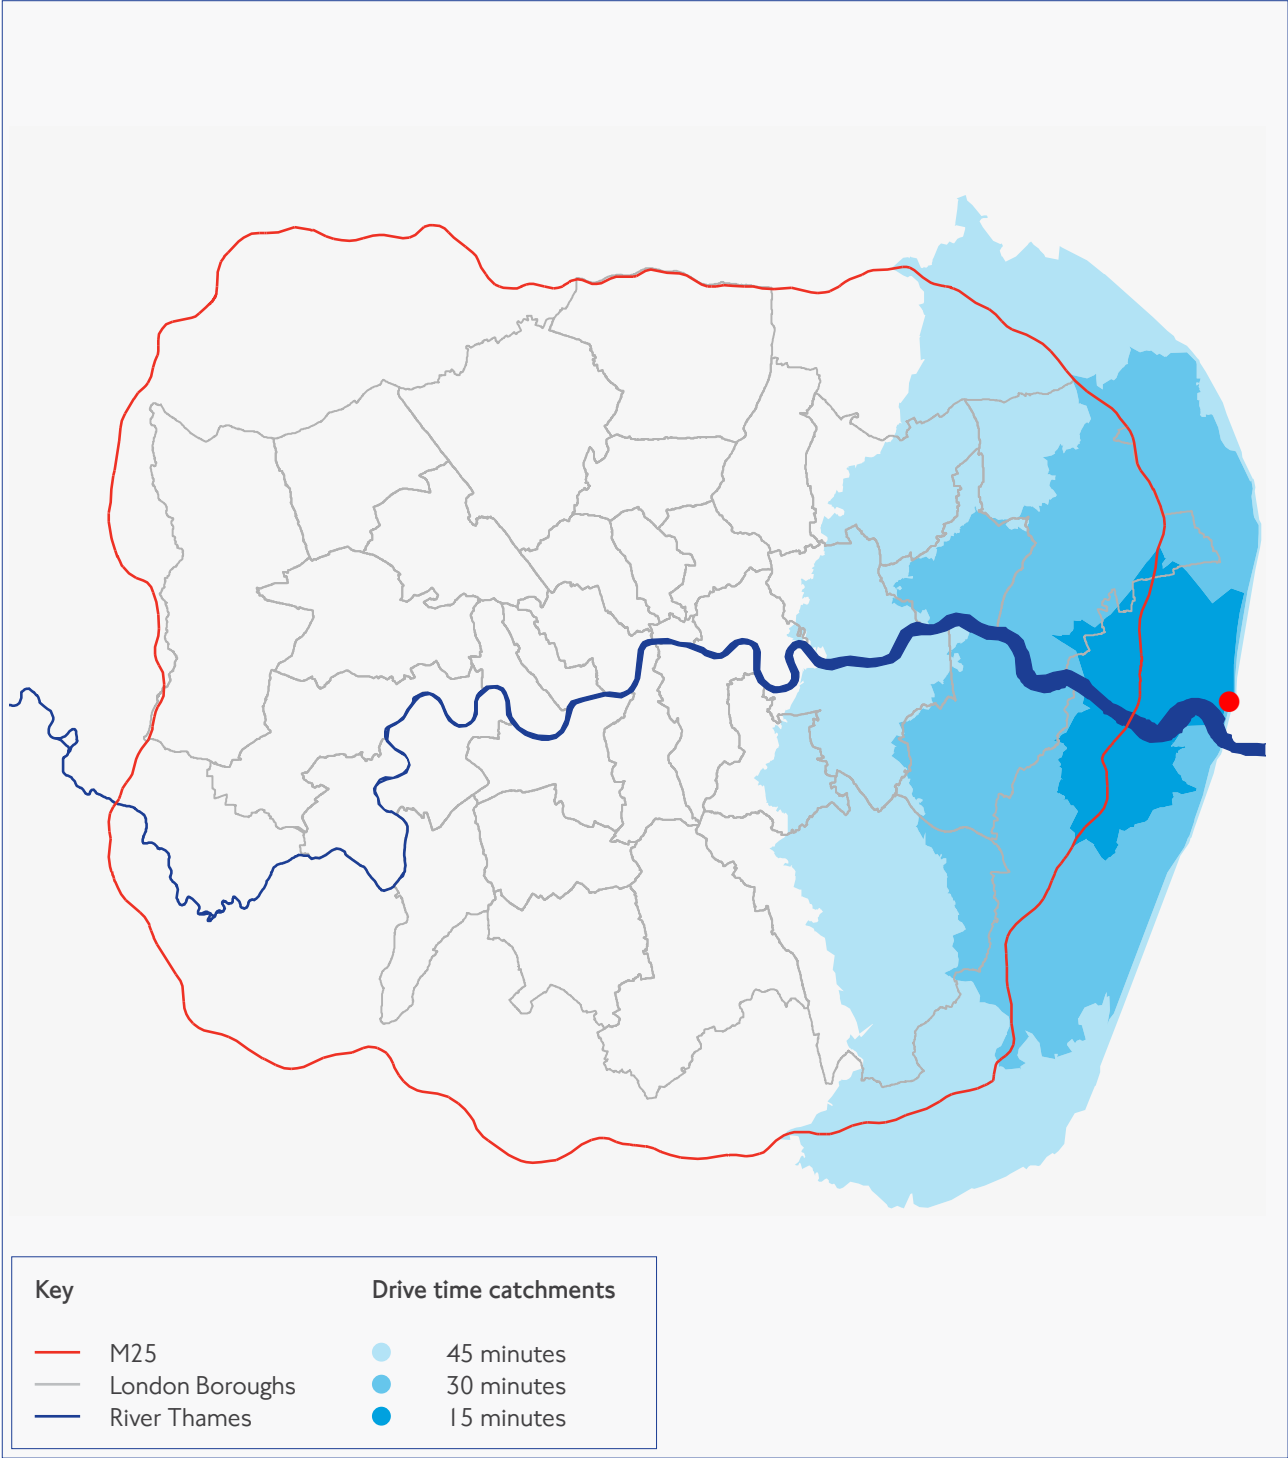 Key
Drive time catchments
M25
45 minutes
London Boroughs
30 minutes
River Thames
15 minutes